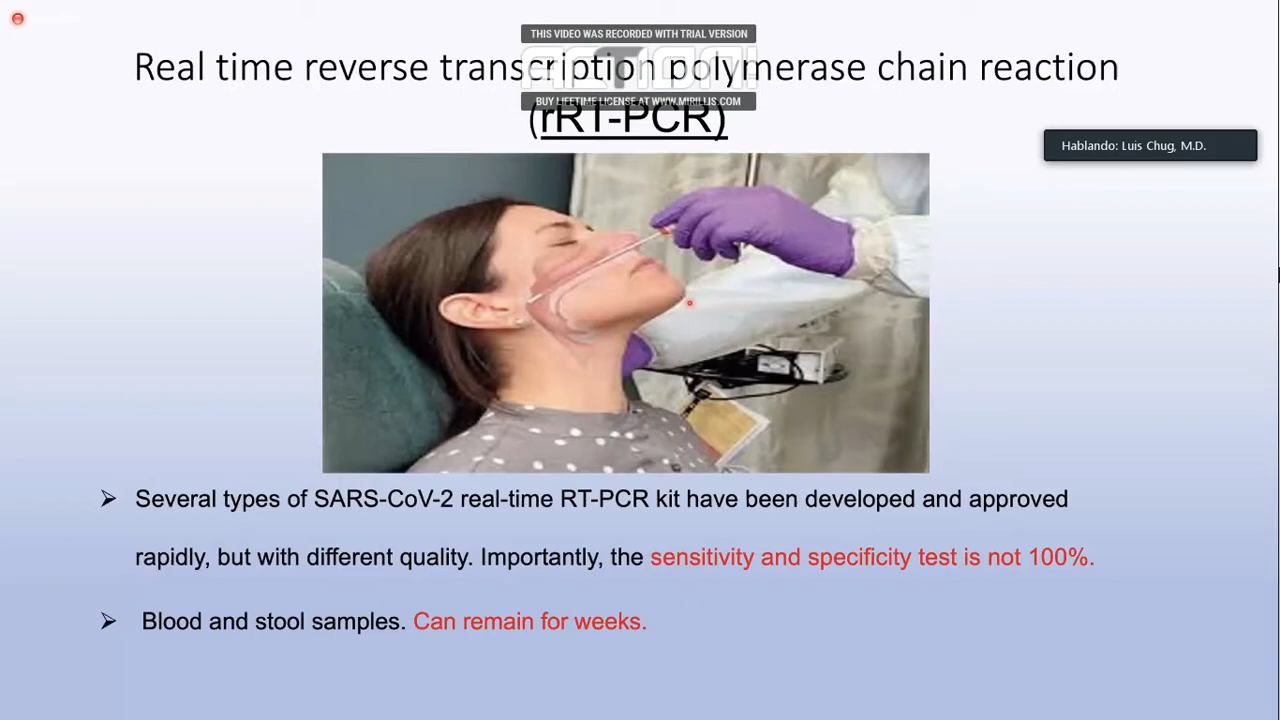 THIS VIDEO WAS RECORDED WITH TRIAL VERSION
ACTION!
Real time reverse transcription polymerase chain reaction
BUY LIFETIME LICENSE AT WWW.MIRILLIS.COM
(rRT-PCR)
Hablando: Luis Chug, M.D.
➢ Several types of SARS-CoV-2 real-time RT-PCR kit have been developed and approved
rapidly, but with different quality. Importantly, the sensitivity and specificity test is not 100%.
➢ Blood and stool samples. Can remain for weeks.